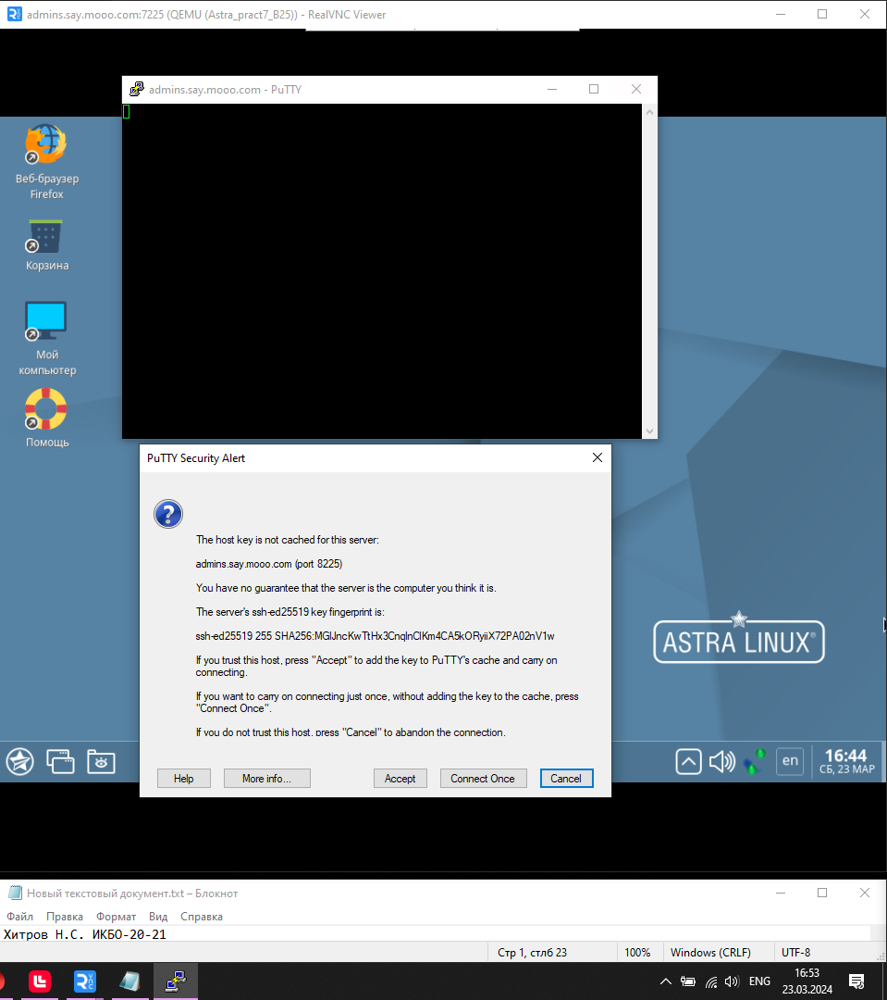 admins.say.mooo.com:7225 (QEMU (Astra_pract7_B25)) - RealVNC Viewer
admins.say.mooo.com - PuTTY
Веб-браузер
Firefox
Корзина
Мой
компьютер
Помощь
PuTTY Security Alert
The host key is not cached for this server:
admins.say.mooo.com (port 8225)
You have no guarantee that the server is the computer you think it is.
The server's ssh-ed25519 key fingerprint is:
ssh-ed25519 255
If you trust this host, press "Accept" to add the key to PuTTY's cache and carry on
connecting.
If you want to carry on connecting just once, without adding the key to the cache, press
"Connect Once".
If you do not trust this host, press "Cancel" to abandon the connection.
Help
More info...
Accept
Connect Once
Cancel
ASTRA LINUX®
en
16:44
СБ, 23 МАР
Новый текстовый документ.txt – Блокнот
Файл Правка Формат Вид Справка
Хитров Н.С. ИКБО-20-21
Стр 1, стлб 23
100%
Windows (CRLF)
UTF-8
VNC
ENG
16:53
23.03.2024